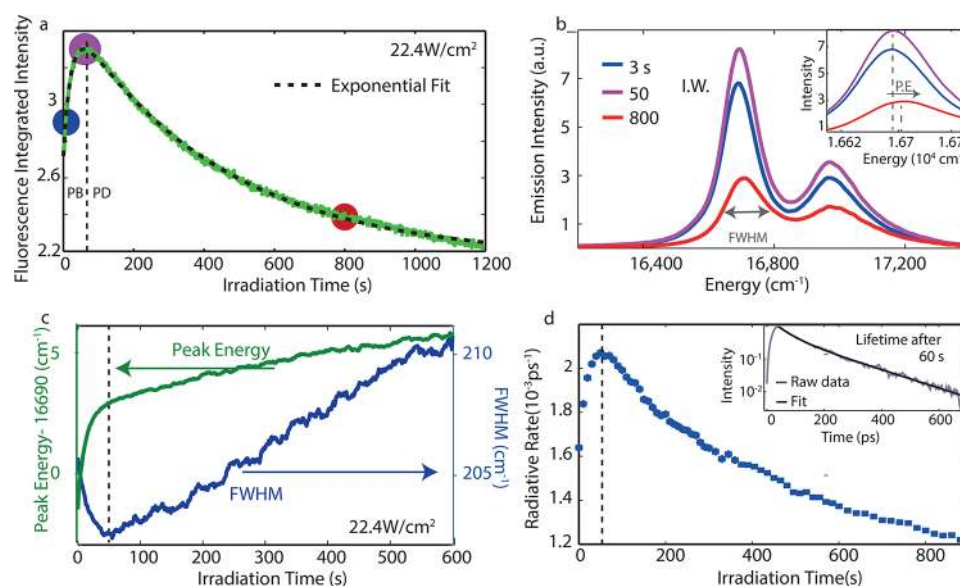 a
Fluorescence Integrated Intensity
3
2.6
2.2
22.4W/cm²
Exponential Fit
PB PD
0 200 400 600 800 1000 1200
Irradiation Time (s)
b
Emission Intensity (a.u.)
7
5
3
1
3 s
50
800
I.W.
FWHM
16,400 16,800 17,200
Energy (cm⁻¹)
Intensity
7
5
3
1
P.E.
1.662 1.67 1.67
Energy (10⁴ cm
c
Peak Energy- 16690 (cm⁻¹)
5
0
Peak Energy
FWHM
22.4W/cm²
210
205
FWHM (cm⁻¹)
0 100 200 300 400 500 600
Irradiation Time (s)
d
Radiative Rate(10⁻³ps⁻¹)
2.0
1.8
1.6
1.4
1.2
Intensity
10⁻¹
10⁻²
Lifetime after
60 s
Raw data
Fit
0 200 400 600
Time (ps)
0 200 400 600 800
Irradiation Time(s)